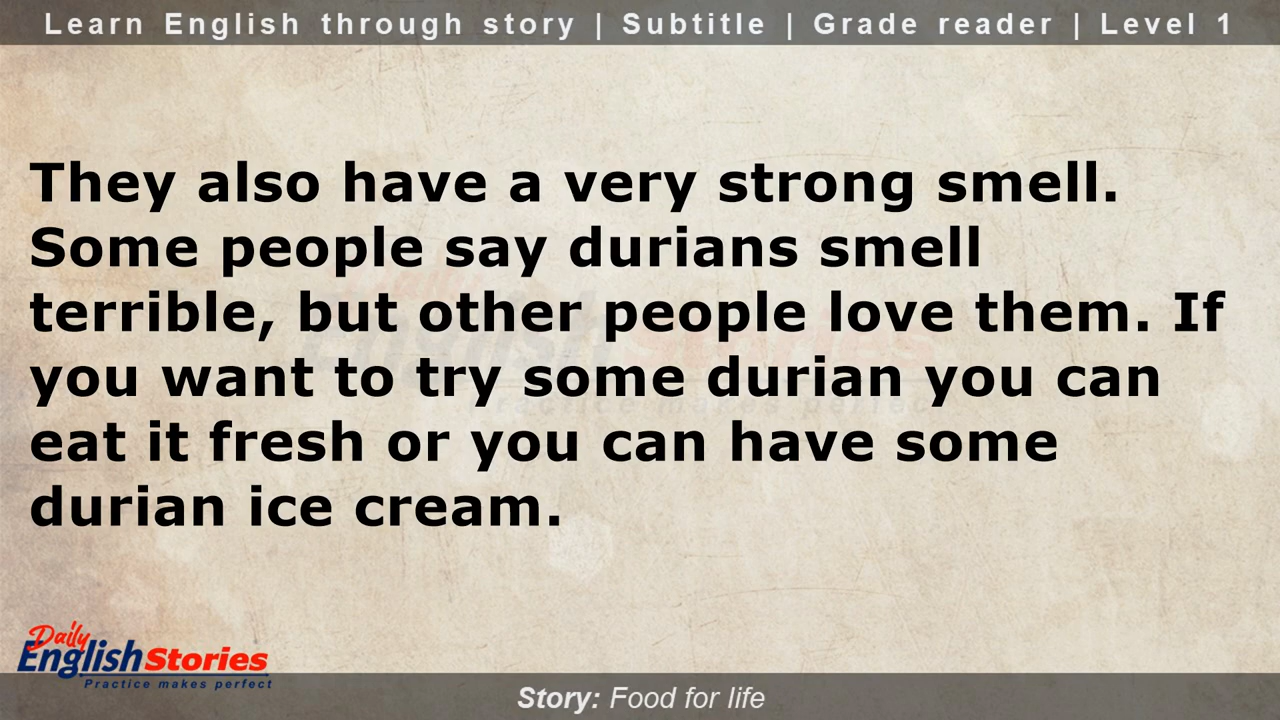 Learn English through story | Subtitle | Grade reader | Level 1
They also have a very strong smell.
Some people say durians smell
terrible, but other people love them. If
you want to try some durian you can
eat it fresh or you can have some
durian ice cream.
Daily
English Stories
Practice makes perfect
Story: Food for life